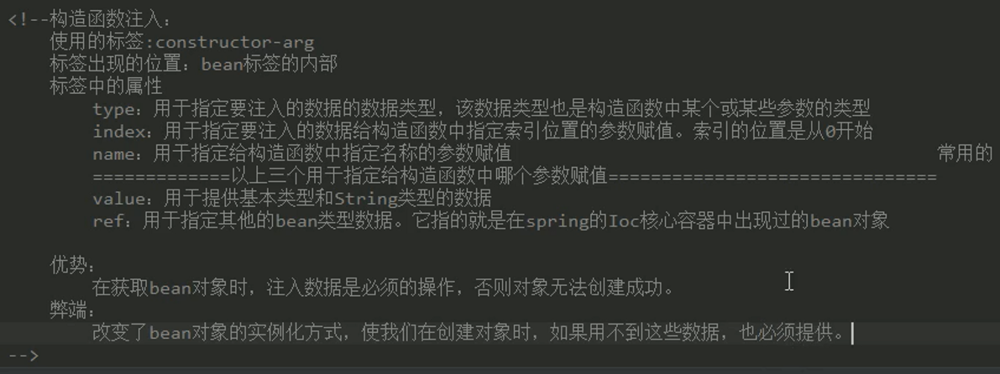 <!--构造函数注入：
使用的标签:constructor-arg
标签出现的位置：bean标签的内部
标签中的属性
type：用于指定要注入的数据的数据类型，该数据类型也是构造函数中某个或某些参数的类型
index：用于指定要注入的数据给构造函数中指定索引位置的参数赋值。索引的位置是从0开始
name：用于指定给构造函数中指定名称的参数赋值 常用的
=============以上三个用于指定给构造函数中哪个参数赋值===============================
value：用于提供基本类型和String类型的数据
ref：用于指定其他的bean类型数据。它指的就是在spring的Ioc核心容器中出现过的bean对象
优势：
在获取bean对象时，注入数据是必须的操作，否则对象无法创建成功。
弊端：
改变了bean对象的实例化方式，使我们在创建对象时，如果用不到这些数据，也必须提供。
-->